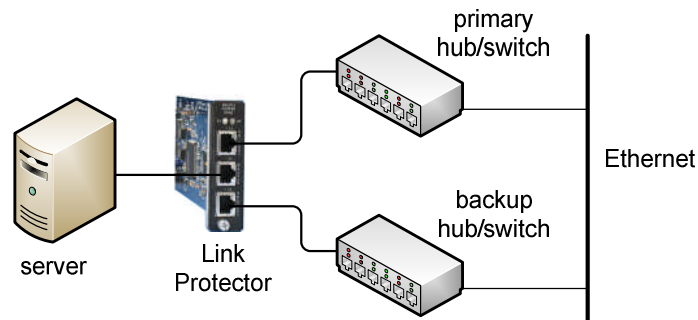 primary
hub/switch
Ethernet
backup
hub/switch
Link
Protector
server